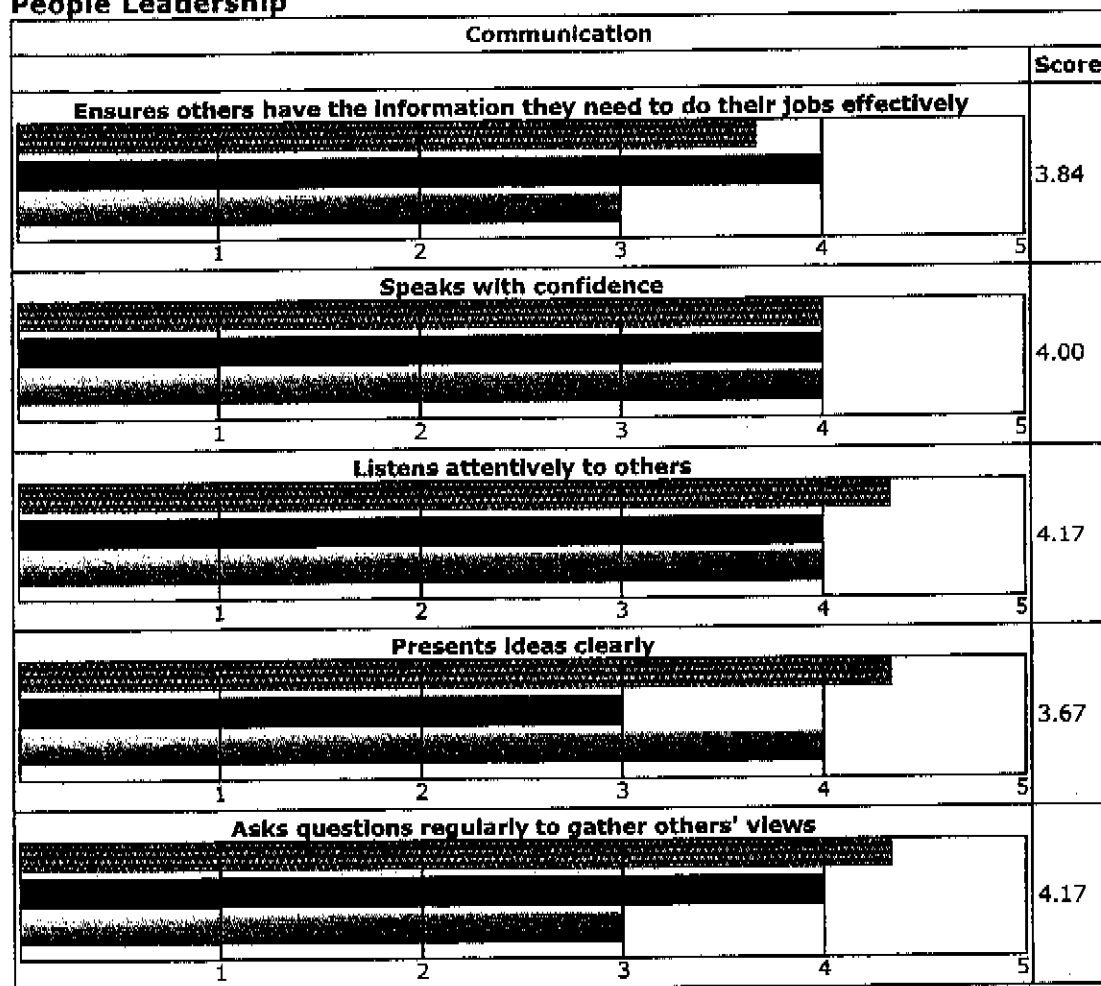 People Leadership
Communication
Score
Ensures others have the information they need to do their jobs effectively
3.84
1 2 3 4 5
Speaks with confidence
4.00
1 2 3 4 5
Listens attentively to others
4.17
1 2 3 4 5
Presents ideas clearly
3.67
1 2 3 4 5
Asks questions regularly to gather others' views
4.17
1 2 3 4 5